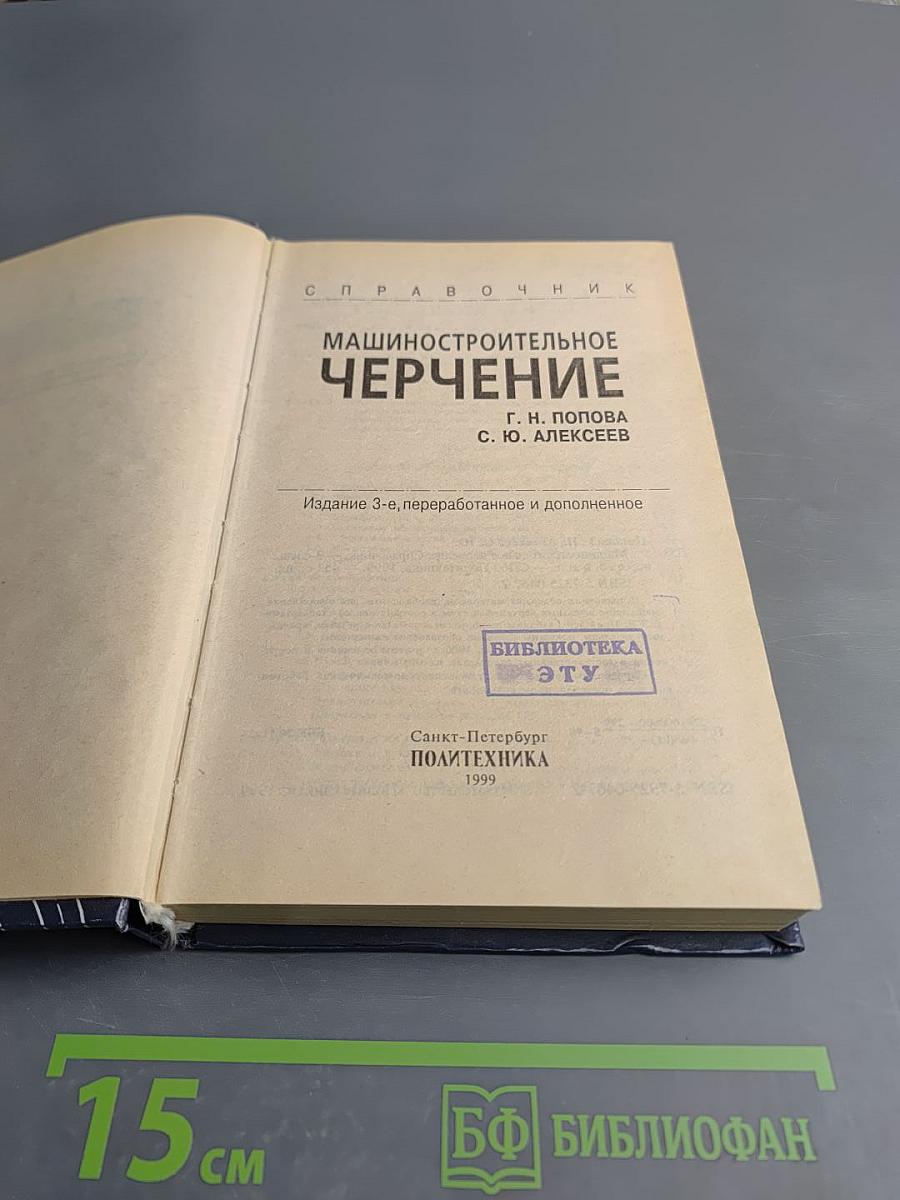 СПРАВОЧНИК
МАШИНОСТРОИТЕЛЬНОЕ
ЧЕРЧЕНИЕ
Г. Н. ПОПОВА
С. Ю. АЛЕКСЕЕВ
Издание 3-е, переработанное и дополненное
БИБЛИОТЕКА
ЭТУ
Санкт-Петербург
ПОЛИТЕХНИКА
1999
15 см
БФ БИБЛИОФАН